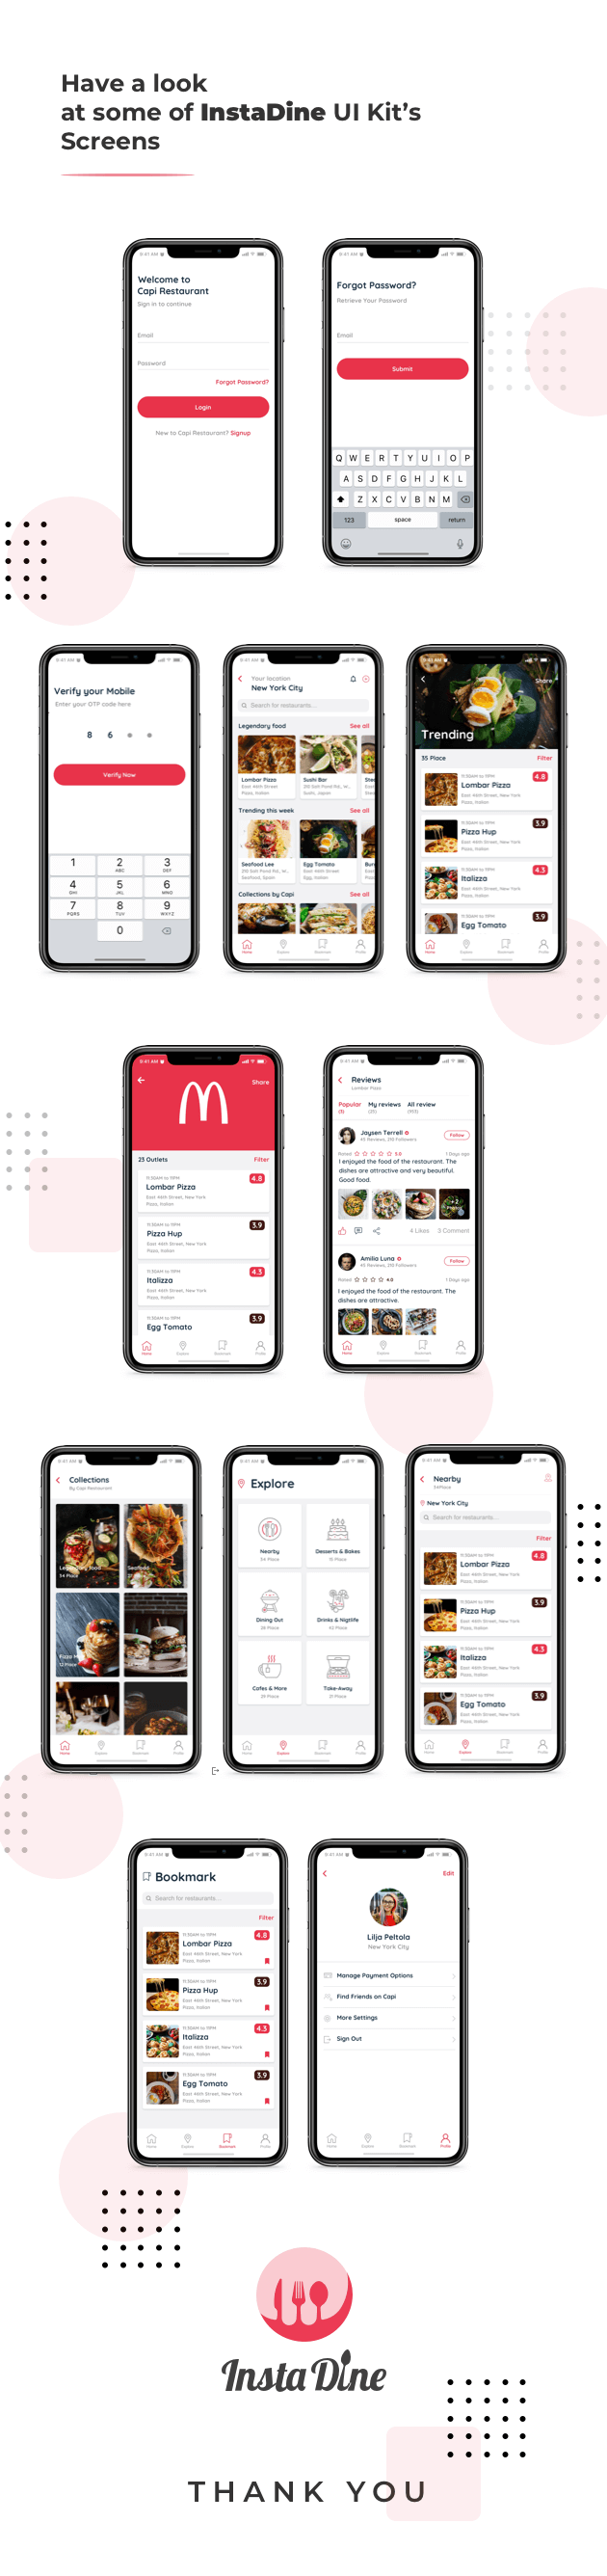 Have a look
at some of InstaDine UI Kit's
Screens
9:41 AM
Welcome to
Capi Restaurant
Sign in to continue
Email
Password
Forgot Password?
Login
New to Capi Restaurant? Signup
9:41 AM
Forgot Password?
Retrieve Your Password
Email
Submit
Q W E R T Y U I O P
A S D F G H J K L
Z X C V B N M
123 space return
9:41 AM
Verify your Mobile
Enter your OTP code here
8 6
Verify Now
1 2 3
ABC DEF
4 5 6
GHI JKL MNO
7 8 9
PQRS TUV WXYZ
0
9:41 AM
Your location
New York City
Search for restaurants...
Legendary food See all
Lombar Pizza
East 46th Street
Pizza, Italian
Sushi Bar
210 Salt Pond Rd., W...
Sushi, Japan
Trending this week See all
Seafood Lee
210 Salt Pond Rd., W...
Seafood, Spain
Egg Tomato
East 46th Street
Egg, Italian
Collections by Capi See all
Home Explore Bookmark Profile
9:41 AM
Share
Trending
35 Place Filter
11:30AM to 11PM 4.8
Lombar Pizza
East 46th Street, New York
Pizza, Italian
11:30AM to 11PM 3.9
Pizza Hup
East 46th Street, New York
Pizza, Italian
11:30AM to 11PM 4.3
Italizza
East 46th Street, New York
Pizza, Italian
11:30AM to 11PM 3.9
Egg Tomato
Home Explore Bookmark Profile
9:41 AM
Share
23 Outlets Filter
11:30AM to 11PM 4.8
Lombar Pizza
East 46th Street, New York
Pizza, Italian
11:30AM to 11PM 3.9
Pizza Hup
East 46th Street, New York
Pizza, Italian
11:30AM to 11PM 4.3
Italizza
East 46th Street, New York
Pizza, Italian
11:30AM to 11PM 3.9
Egg Tomato
Home Explore Bookmark Profile
9:41 AM
Reviews
Lombar Pizza
Popular My reviews All review
Jaysen Terrell Follow
43 Reviews, 210 Followers
Rated 5.0 1 Days ago
I enjoyed the food of the restaurant. The
dishes are attractive and very beautiful.
Good food.
+2
4 Likes 3 Comment
Amilia Luna Follow
43 Reviews, 210 Followers
Rated 4.0 1 Days ago
I enjoyed the food of the restaurant. The
dishes are attractive.
Home Explore Bookmark Profile
9:41 AM
Collections
By Capi Restaurant
34 Place
12 Place
Home Explore Bookmark Profile
9:41 AM
Explore
Nearby Desserts & Bakes
34 Place
Dining Out Drinks & Nigtlife
Cafes & More Take-Away
Home Explore Bookmark Profile
9:41 AM
Nearby
34Place
New York City
Search for restaurants...
Filter
11:30AM to 11PM 4.8
Lombar Pizza
East 46th Street, New York
Pizza, Italian
11:30AM to 11PM 3.9
Pizza Hup
East 46th Street, New York
Pizza, Italian
11:30AM to 11PM 4.3
Italizza
East 46th Street, New York
Pizza, Italian
11:30AM to 11PM 3.9
Egg Tomato
East 46th Street, New York
Pizza, Italian
Home Explore Bookmark Profile
9:41 AM
Bookmark
Search for restaurants...
Filter
11:30AM to 11PM 4.8
Lombar Pizza
East 46th Street, New York
Pizza, Italian
11:30AM to 11PM 3.9
Pizza Hup
East 46th Street, New York
Pizza, Italian
11:30AM to 11PM 4.3
Italizza
East 46th Street, New York
Pizza, Italian
11:30AM to 11PM 3.9
Egg Tomato
East 46th Street, New York
Pizza, Italian
Home Explore Bookmark Profile
9:41 AM
Edit
Lilja Peltola
New York City
Manage Payment Options
Find Friends on Capi
More Settings
Sign Out
Home Explore Bookmark Profile
Insta Dine
THANK YOU